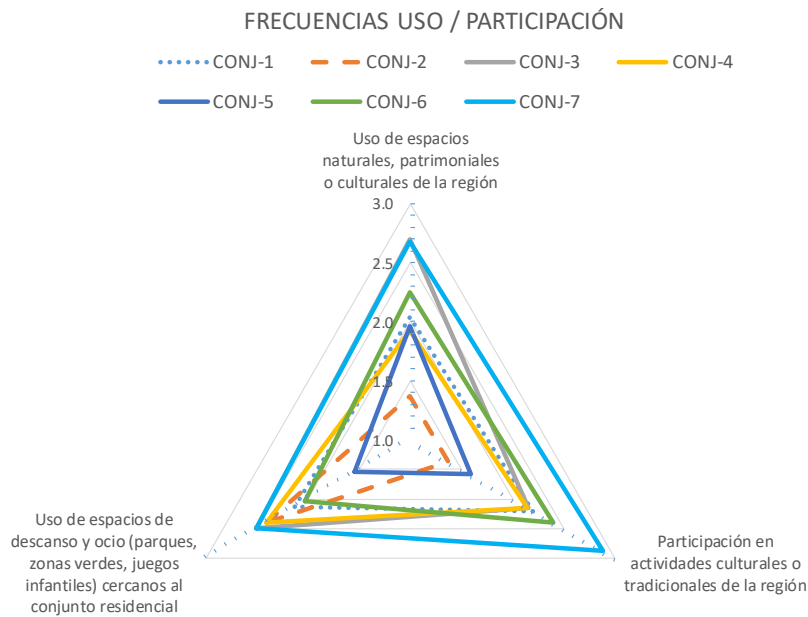 FRECUENCIAS USO / PARTICIPACIÓN
CONJ-1 CONJ-2 CONJ-3 CONJ-4
CONJ-5 CONJ-6 CONJ-7
Uso de espacios
naturales, patrimoniales
o culturales de la región
3.0
2.5
2.0
1.5
1.0
Uso de espacios de
descanso y ocio (parques,
zonas verdes, juegos
infantiles) cercanos al
conjunto residencial
Participación en
actividades culturales o
tradicionales de la región